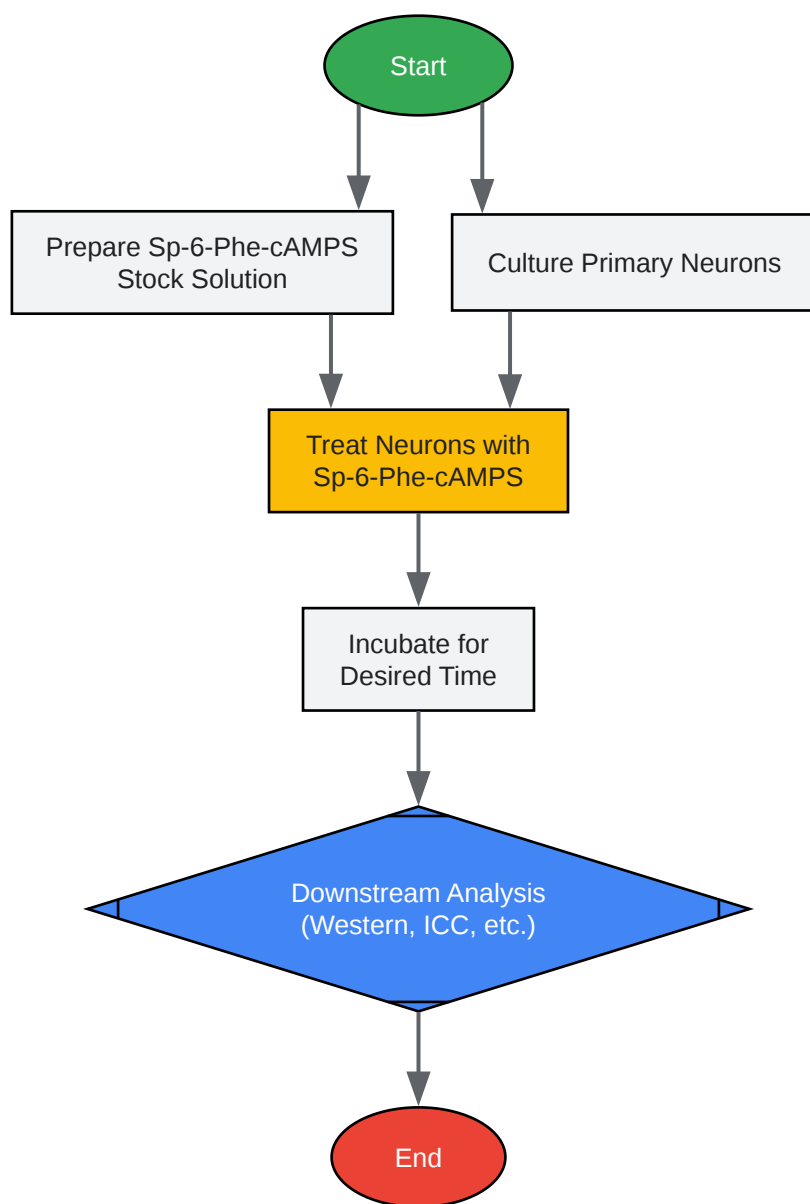 Start
Prepare Sp-6-Phe-cAMPS
Stock Solution
Culture Primary Neurons
Treat Neurons with
Sp-6-Phe-cAMPS
Incubate for
Desired Time
Downstream Analysis
(Western, ICC, etc.)
End